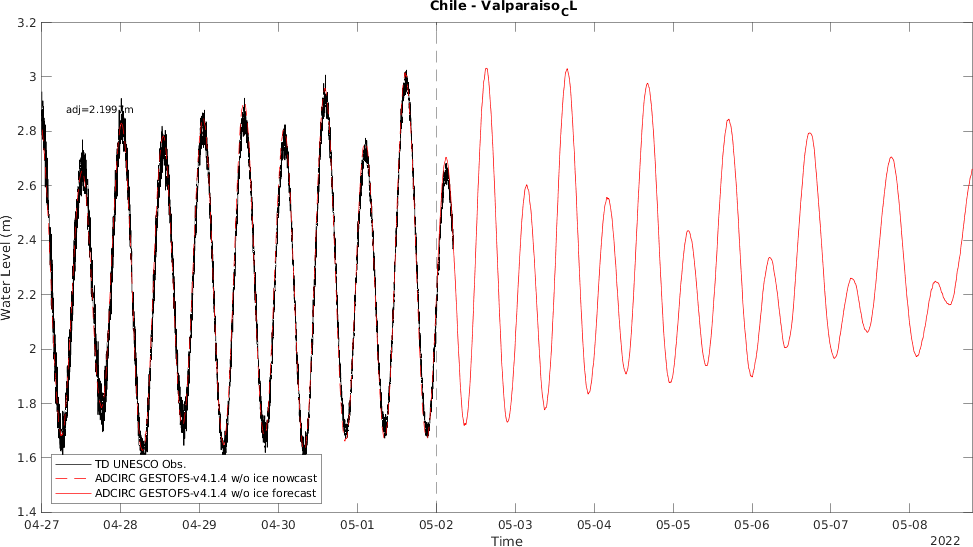 Chile - Valparaiso_CL
3.2
3
2.8
2.6
2.4
2.2
2
1.8
1.6
1.4
Water Level (m)
adj=2.1997m
TD UNESCO Obs.
ADCIRC GESTOFS-v4.1.4 w/o ice nowcast
ADCIRC GESTOFS-v4.1.4 w/o ice forecast
04-27 04-28 04-29 04-30 05-01 05-02 05-03 05-04 05-05 05-06 05-07 05-08
Time
2022